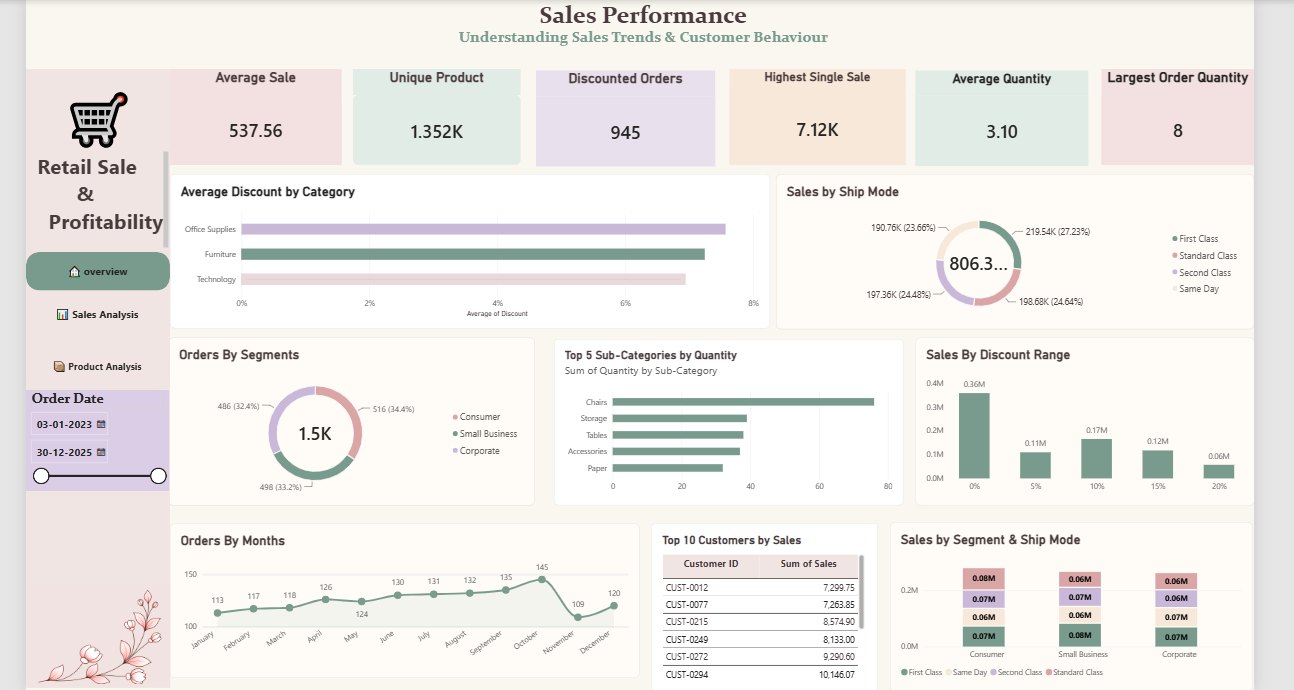 Sales Performance
Understanding Sales Trends & Customer Behaviour
Retail Sale
&
Profitability
overview
Sales Analysis
Product Analysis
Order Date
03-01-2023
30-12-2025
Average Sale
537.56
Unique Product
1.352K
Discounted Orders
945
Highest Single Sale
7.12K
Average Quantity
3.10
Largest Order Quantity
8
Average Discount by Category
Office Supplies
Furniture
Technology
0% 2% 4% 6% 8%
Average of Discount
Sales by Ship Mode
190.76K (23.66%)
219.54K (27.23%)
806.3...
197.36K (24.48%)
198.68K (24.64%)
First Class
Standard Class
Second Class
Same Day
Orders By Segments
486 (32.4%)
516 (34.4%)
1.5K
498 (33.2%)
Consumer
Small Business
Corporate
Top 5 Sub-Categories by Quantity
Sum of Quantity by Sub-Category
Chairs
Storage
Tables
Accessories
Paper
0 20 40 60 80
Sales By Discount Range
0.4M
0.3M
0.2M
0.1M
0.0M
0.36M
0.11M
0.17M
0.12M
0.06M
0% 5% 10% 15% 20%
Orders By Months
150
100
113 117 118 126 124 130 131 132 135 145 109 120
January February March April May June July August September October November December
Top 10 Customers by Sales
Customer ID Sum of Sales
CUST-0012 7,299.75
CUST-0077 7,263.85
CUST-0215 8,574.90
CUST-0249 8,133.00
CUST-0272 9,290.60
CUST-0294 10,146.07
Sales by Segment & Ship Mode
0.2M
0.0M
0.08M 0.06M 0.06M
0.07M 0.07M 0.06M
0.06M 0.06M 0.07M
0.07M 0.08M 0.07M
Consumer Small Business Corporate
First Class Same Day Second Class Standard Class